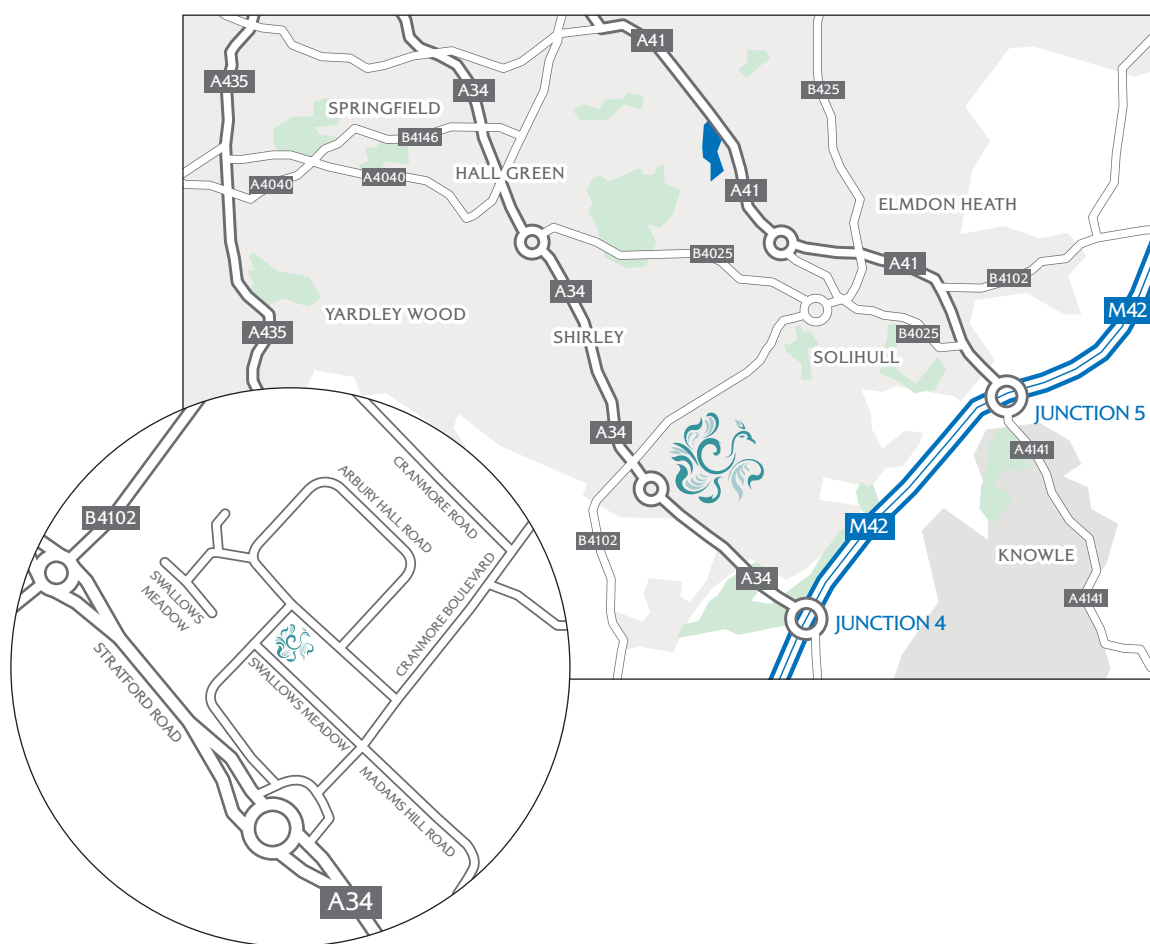 A41
A435
A34
B425
SPRINGFIELD
B4146
HALL GREEN
A4040
A4040
A41
ELMDON HEATH
B4025
A41
B4102
A34
M42
YARDLEY WOOD
A435
SHIRLEY
B4025
SOLIHULL
JUNCTION 5
A34
A4141
M42
B4102
KNOWLE
A34
A4141
JUNCTION 4
CRANMORE ROAD
ARBURY HALL ROAD
B4102
SWALLOWS
MEADOW
CRANMORE BOULEVARD
STRATFORD ROAD
SWALLOWS MEADOW
MADAMS HILL ROAD
A34